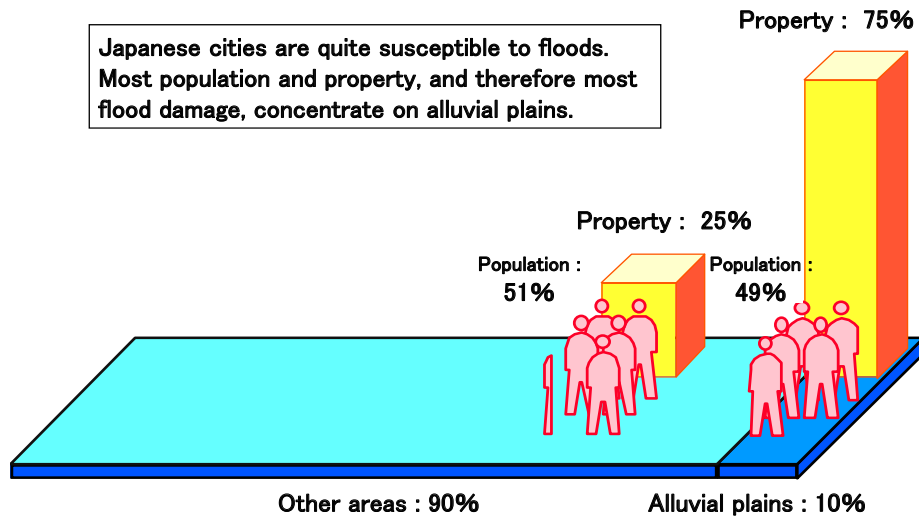 Property : 75%
Japanese cities are quite susceptible to floods.
Most population and property, and therefore most
flood damage, concentrate on alluvial plains.
Property : 25%
Population :
51%
Population :
49%
Other areas : 90%
Alluvial plains : 10%